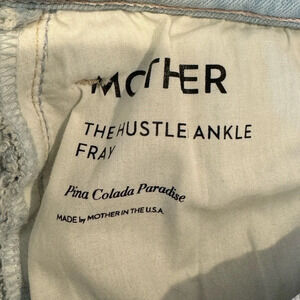 MOTHER
THE HUSTLE ANKLE
FRAY
Pina Colada Paradise
MADE by MOTHER IN THE U.S.A.